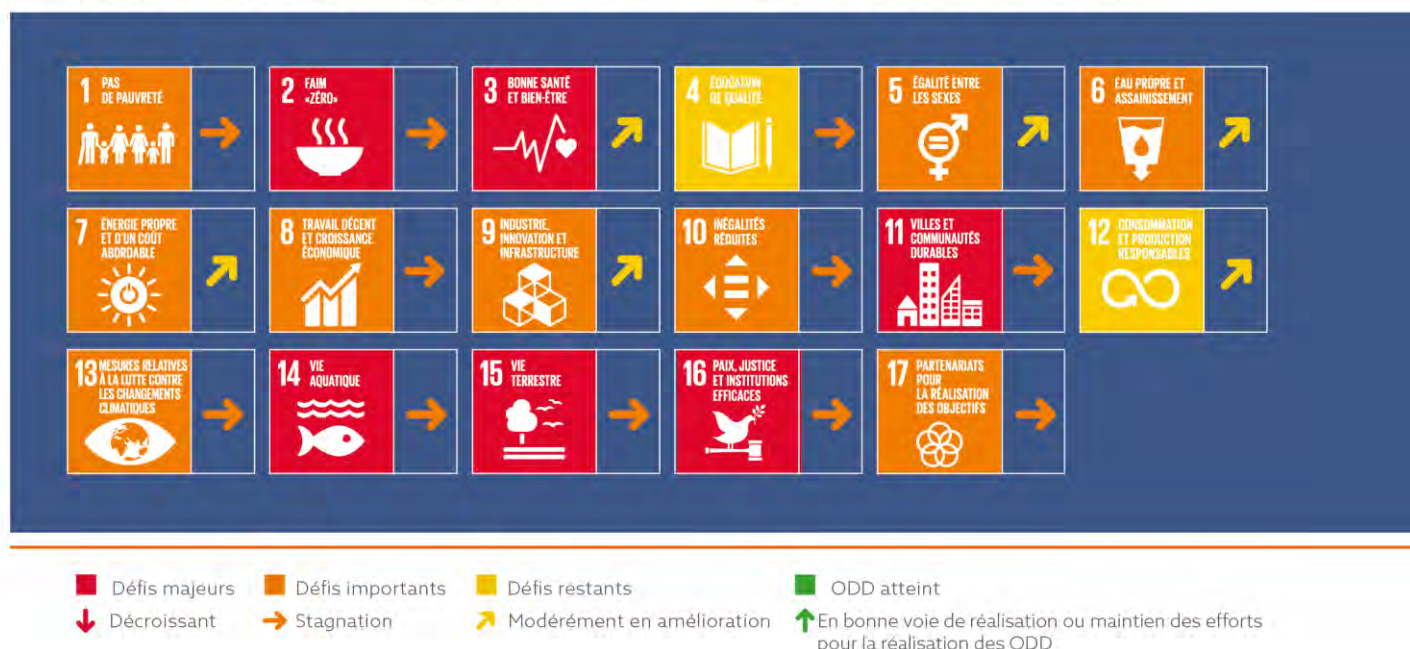 1 PAS
DE PAUVRETÉ
2 FAIM
«ZÉRO»
3 BONNE SANTÉ
ET BIEN-ÊTRE
4 ÉDUCATION
DE QUALITÉ
5 ÉGALITÉ ENTRE
LES SEXES
6 EAU PROPRE ET
ASSAINISSEMENT
7 ÉNERGIE PROPRE
ET D'UN COÛT
ABORDABLE
8 TRAVAIL DÉCENT
ET CROISSANCE
ÉCONOMIQUE
9 INDUSTRIE,
INNOVATION ET
INFRASTRUCTURE
10 INÉGALITÉS
RÉDUITES
11 VILLES ET
COMMUNAUTÉS
DURABLES
12 CONSOMMATION
ET PRODUCTION
RESPONSABLES
13 MESURES RELATIVES
À LA LUTTE CONTRE
LES CHANGEMENTS
CLIMATIQUES
14 VIE
AQUATIQUE
15 VIE
TERRESTRE
16 PAIX, JUSTICE
ET INSTITUTIONS
EFFICACES
17 PARTENARIATS
POUR
LA RÉALISATION
DES OBJECTIFS
Défis majeurs
Défis importants
Défis restants
ODD atteint
Décroissant
Stagnation
Modérément en amélioration
En bonne voie de réalisation ou maintien des efforts
pour la réalisation des ODD